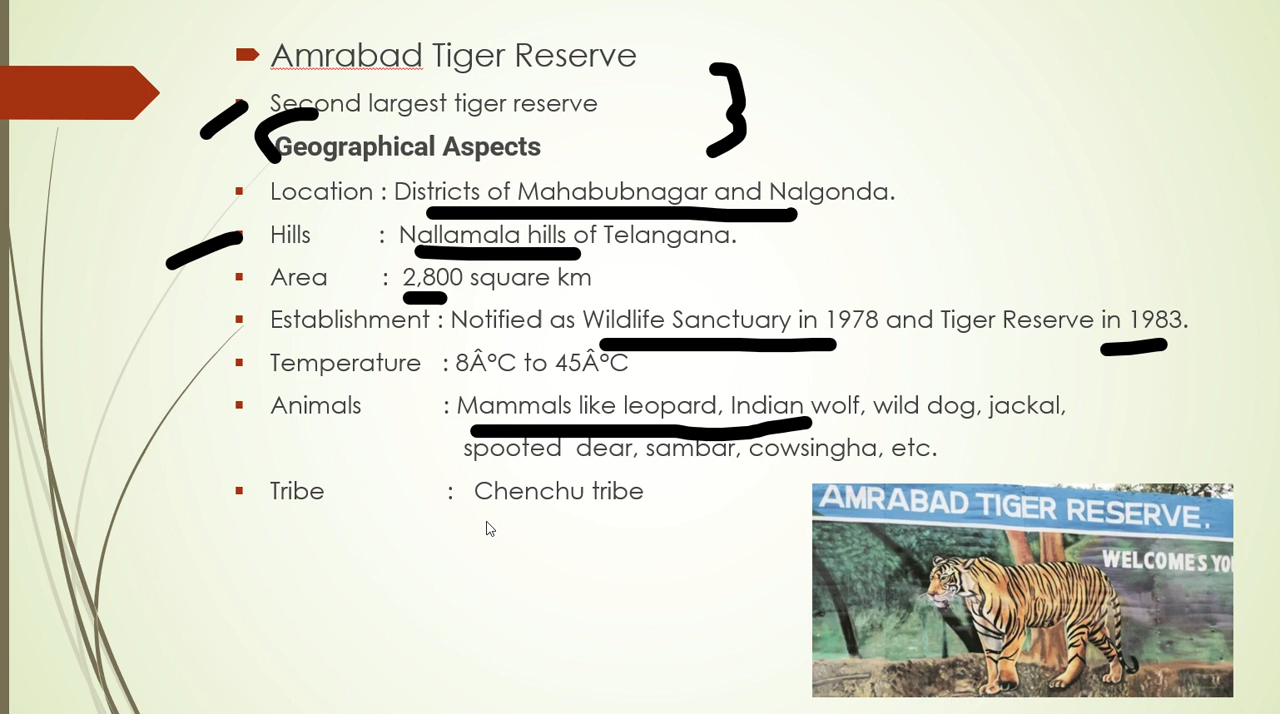 Amrabad Tiger Reserve
Second largest tiger reserve
Geographical Aspects
Location : Districts of Mahabubnagar and Nalgonda.
Hills : Nallamala hills of Telangana.
Area : 2,800 square km
Establishment : Notified as Wildlife Sanctuary in 1978 and Tiger Reserve in 1983.
Temperature : 8Â°C to 45Â°C
Animals : Mammals like leopard, Indian wolf, wild dog, jackal,
spooted dear, sambar, cowsingha, etc.
Tribe : Chenchu tribe
AMRABAD TIGER RESERVE.
WELCOMES YO